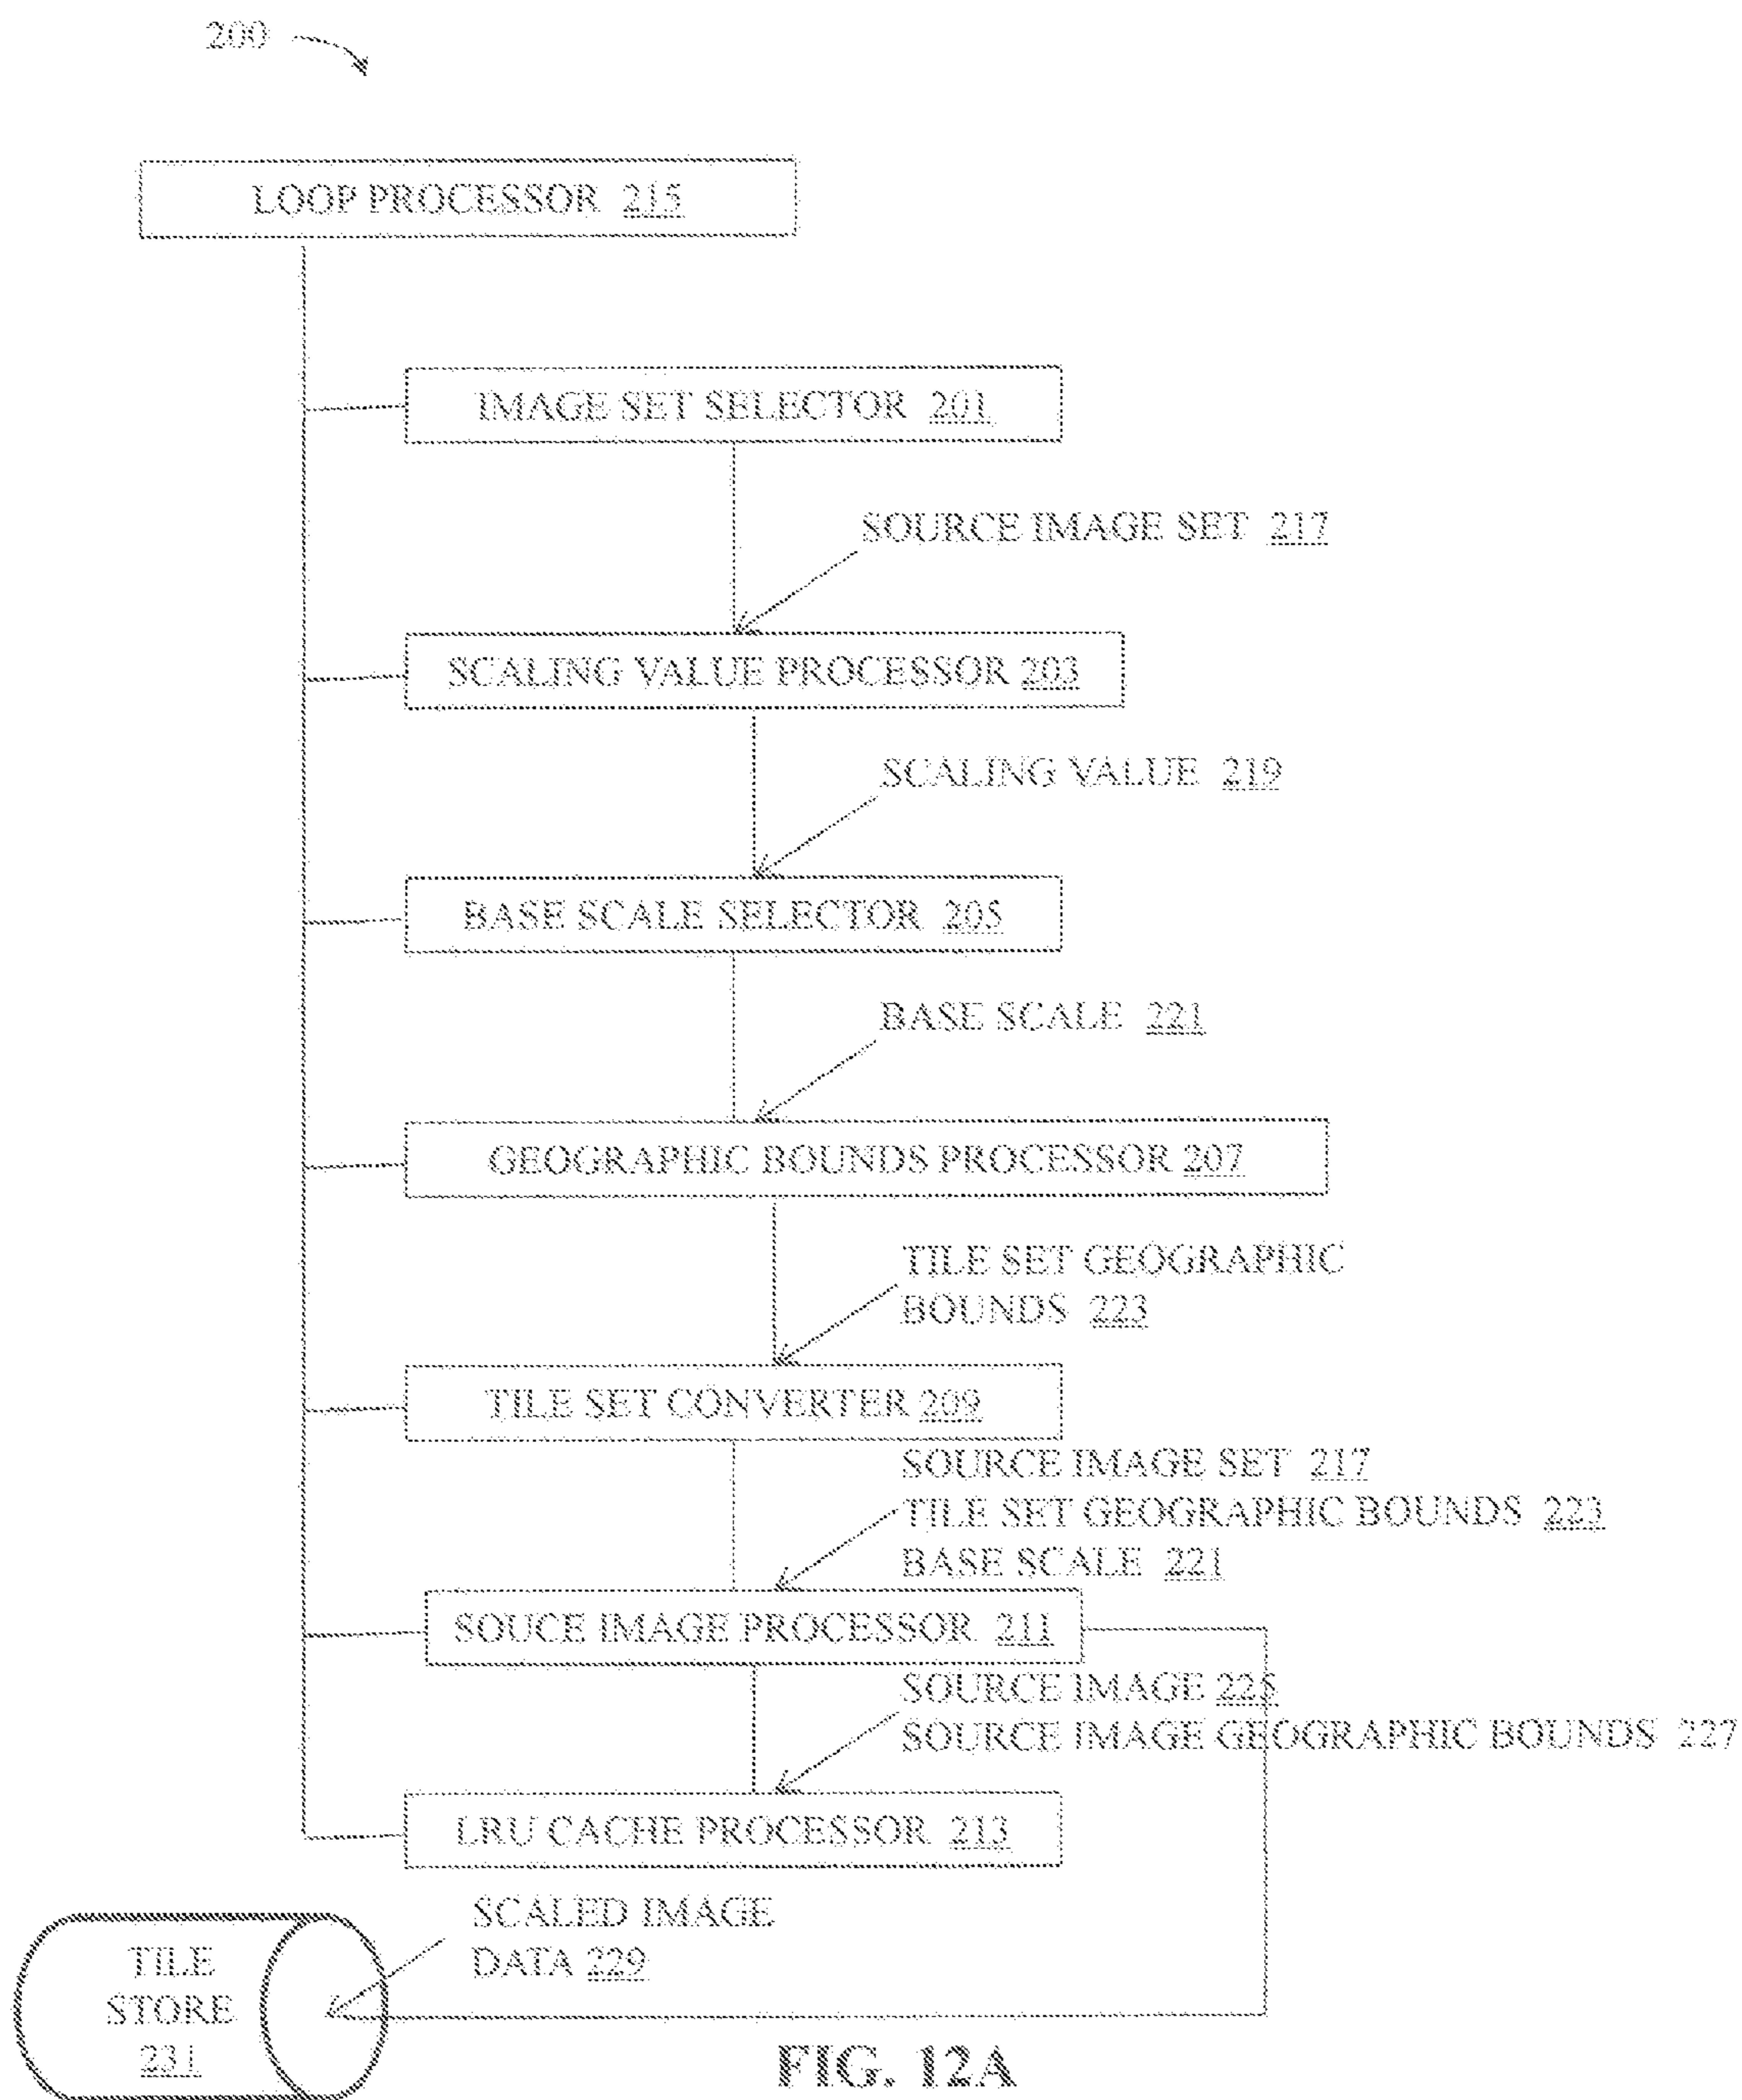 200
LOOP PROCESSOR 215
IMAGE SET SELECTOR 201
SOURCE IMAGE SET 217
SCALING VALUE PROCESSOR 203
SCALING VALUE 219
BASE SCALE SELECTOR 205
BASE SCALE 221
GEOGRAPHIC BOUNDS PROCESSOR 207
TILE SET GEOGRAPHIC
BOUNDS 223
TILE SET CONVERTER 209
SOURCE IMAGE SET 217
TILE SET GEOGRAPHIC BOUNDS 223
BASE SCALE 221
SOUCE IMAGE PROCESSOR 211
SOURCE IMAGE 225
SOURCE IMAGE GEOGRAPHIC BOUNDS 227
LRU CACHE PROCESSOR 213
SCALED IMAGE
DATA 229
TILE
STORE
231
FIG. 12A